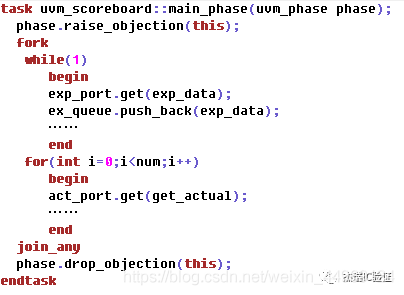 task uvm_scoreboard::main_phase(uvm_phase phase);
phase.raise_objection(this);
fork
while(1)
begin
exp_port.get(exp_data);
ex_queue.push_back(exp_data);
……
end
for(int i=0;i<num;i++)
begin
act_port.get(get_actual);
……
end
join_any
phase.drop_objection(this);
endtask
https://blog.csdn.net/weixin_
杰瑞IC验证